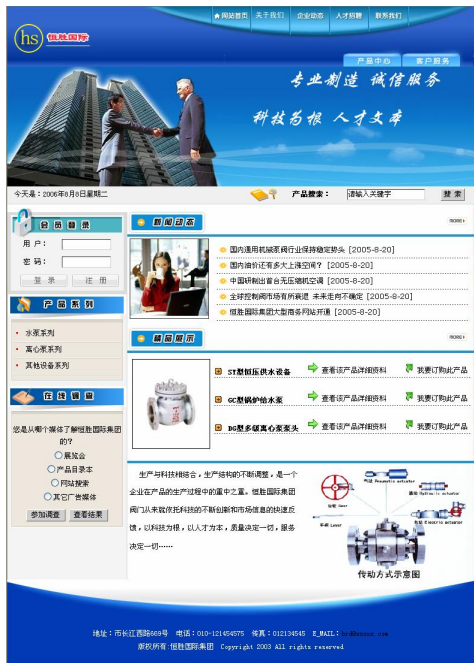 网站首页 关于我们 企业动态 人才招聘 联系我们
hs 恒胜国际
产品中心 客户服务
专业制造 诚信服务
科技为根 人才文本
今天是：2006年8月8日星期二 产品搜索： 请输入关键字 搜索
会员登录
用户：
密码：
登录 注册
新闻动态 MORE
国内通用机械泵阀行业保持稳定势头 [2005-8-20]
国内油价还有多大上涨空间？ [2005-8-20]
中国研制出首台无压缩机空调 [2005-8-20]
全球控制阀市场有所衰退 未来走向不确定 [2005-8-20]
恒胜国际集团大型商务网站开通 [2005-8-20]
产品系列
水泵系列
离心泵系列
其他设备系列
精品展示 MORE
ST型恒压供水设备 查看该产品详细资料 我要订购此产品
GC型锅炉给水泵 查看该产品详细资料 我要订购此产品
DG型多级离心泵泵头 查看该产品详细资料 我要订购此产品
在线调查
您是从哪个媒体了解恒胜国际集团的？
展览会
产品目录本
网站搜索
其它广告媒体
参加调查 查看结果
生产与科技相结合，生产结构的不断调整，是一个
企业在产品的生产过程中的重中之重。恒胜国际集团
阀门从来就依托科技的不断创新和市场信息的快速反
馈，以科技为根，以人才为本，质量决定一切，服务
决定一切……
气动 Pneumatic actuator
液动 Hydraulic actuator
电动 Electric actuator
手柄 Lever
传动方式示意图
地址：市长江西路669号 电话：010-121454575 传真：012134545 E_MAIL：
版权所有 恒胜国际集团 Copyright 2003 All rights reserved